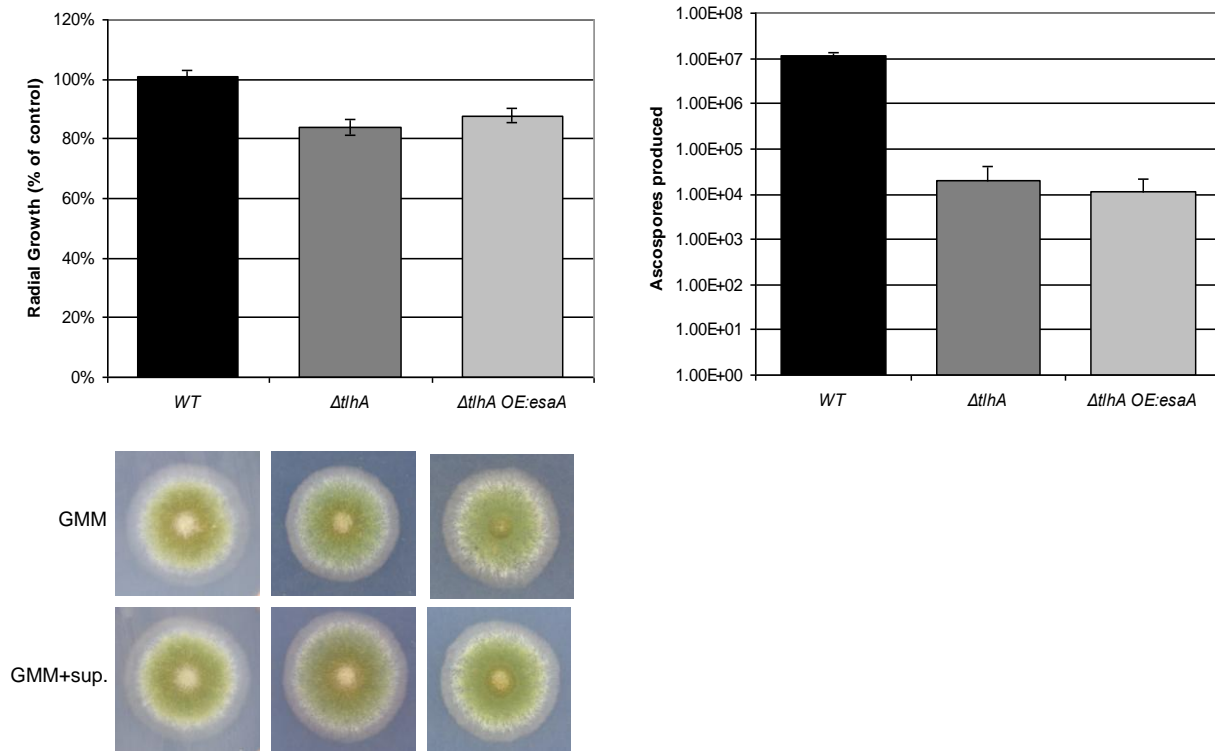 120%
100%
80%
60%
40%
20%
0%
Radial Growth (% of control)
WT
ΔtlhA
ΔtlhA OE:esaA
1.00E+08
1.00E+07
1.00E+06
1.00E+05
1.00E+04
1.00E+03
1.00E+02
1.00E+01
1.00E+00
Ascospores produced
WT
ΔtlhA
ΔtlhA OE:esaA
GMM
GMM+sup.